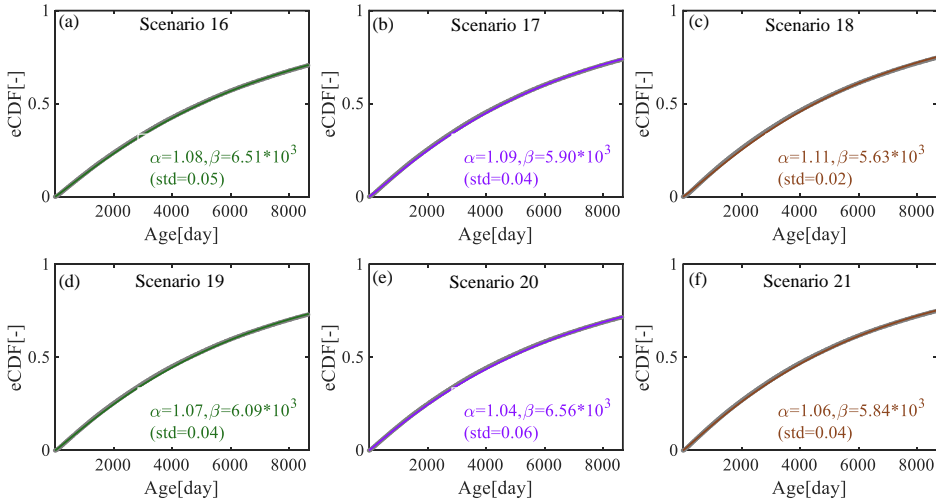 (a) Scenario 16
1
0.5
0
eCDF[-]
α=1.08,β=6.51*10^3
(std=0.05)
2000 4000 6000 8000
Age[day]
(b) Scenario 17
1
0.5
0
eCDF[-]
α=1.09,β=5.90*10^3
(std=0.04)
2000 4000 6000 8000
Age[day]
(c) Scenario 18
1
0.5
0
eCDF[-]
α=1.11,β=5.63*10^3
(std=0.02)
2000 4000 6000 8000
Age[day]
(d) Scenario 19
1
0.5
0
eCDF[-]
α=1.07,β=6.09*10^3
(std=0.04)
2000 4000 6000 8000
Age[day]
(e) Scenario 20
1
0.5
0
eCDF[-]
α=1.04,β=6.56*10^3
(std=0.06)
2000 4000 6000 8000
Age[day]
(f) Scenario 21
1
0.5
0
eCDF[-]
α=1.06,β=5.84*10^3
(std=0.04)
2000 4000 6000 8000
Age[day]